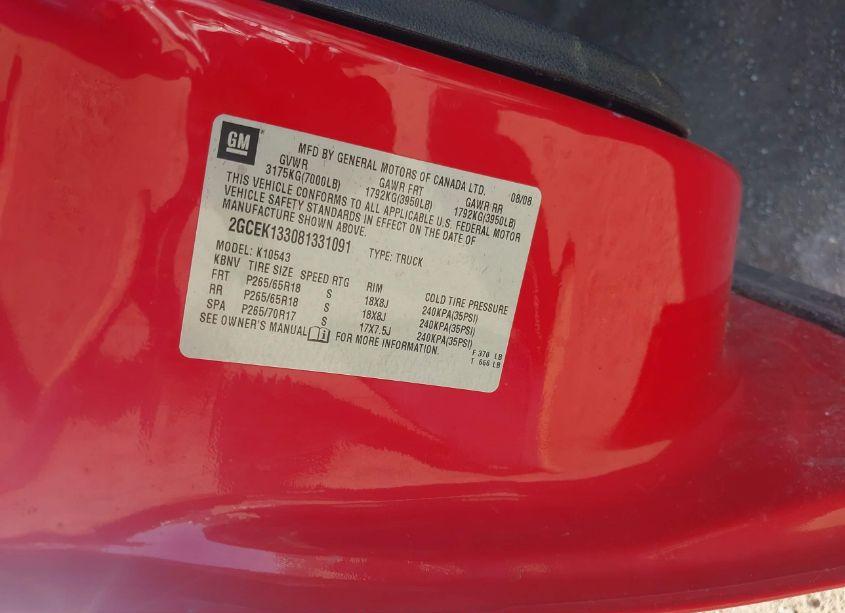 GM
MFD BY GENERAL MOTORS OF CANADA LTD. 08/08
GVWR GAWR FRT GAWR RR
3175KG(7000LB) 1792KG(3950LB) 1792KG(3950LB)
THIS VEHICLE CONFORMS TO ALL APPLICABLE U.S. FEDERAL MOTOR
VEHICLE SAFETY STANDARDS IN EFFECT ON THE DATE OF
MANUFACTURE SHOWN ABOVE.
2GCEK133081331091 TYPE: TRUCK
MODEL: K10543
KBNV TIRE SIZE SPEED RTG RIM COLD TIRE PRESSURE
FRT P265/65R18 S 18X8J 240KPA(35PSI)
RR P265/65R18 S 18X8J 240KPA(35PSI)
SPA P265/70R17 S 17X7.5J 240KPA(35PSI)
SEE OWNER'S MANUAL FOR MORE INFORMATION.
F 370 LB
T 666 LB